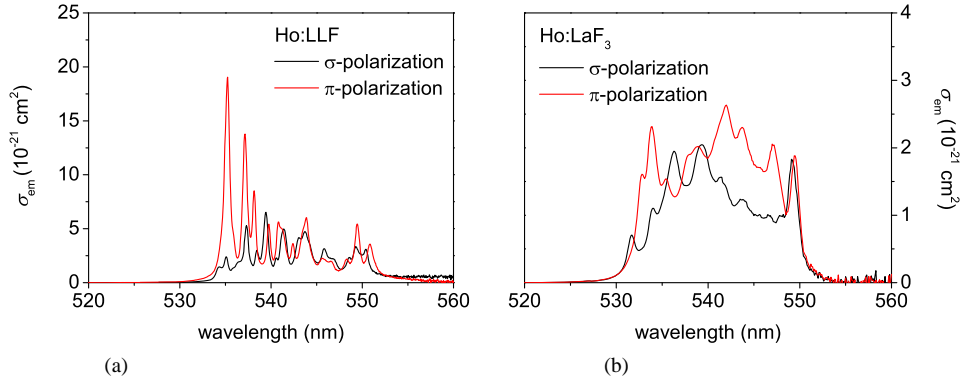 (a)
25
20
15
10
5
0
σem (10-21 cm2)
Ho:LLF
σ-polarization
π-polarization
520 530 540 550 560
wavelength (nm)
(b)
Ho:LaF3
σ-polarization
π-polarization
4
3
2
1
0
σem (10-21 cm2)
520 530 540 550 560
wavelength (nm)
(a)
(b)